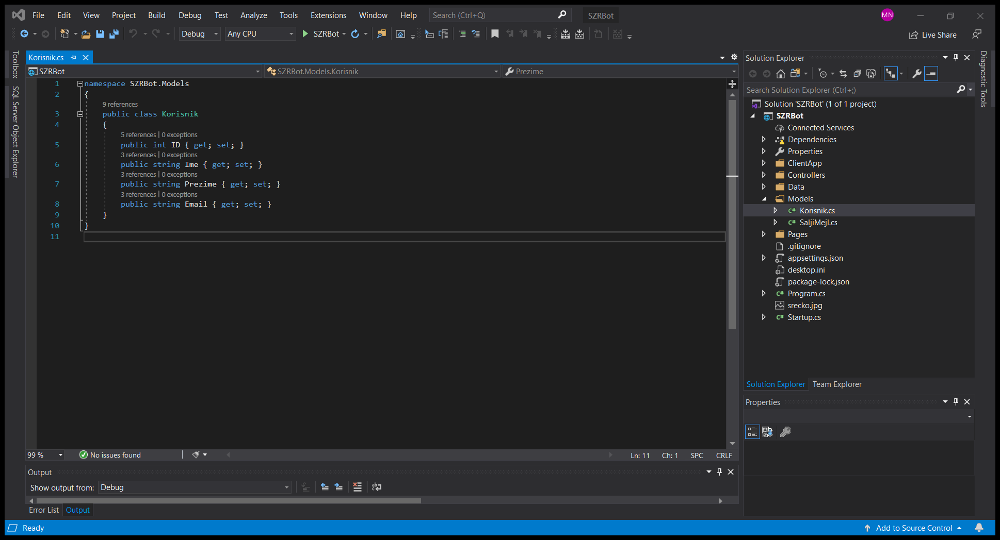 File Edit View Project Build Debug Test Analyze Tools Extensions Window Help Search (Ctrl+Q) SZRBot MN
Debug Any CPU SZRBot Live Share
Toolbox
SQL Server Object Explorer
Korisnik.cs
SZRBot SZRBot.Models.Korisnik Prezime
1 namespace SZRBot.Models
2 {
9 references
3 public class Korisnik
4 {
5 references | 0 exceptions
5 public int ID { get; set; }
3 references | 0 exceptions
6 public string Ime { get; set; }
3 references | 0 exceptions
7 public string Prezime { get; set; }
3 references | 0 exceptions
8 public string Email { get; set; }
9 }
10 }
11
99 % No issues found Ln: 11 Ch: 1 SPC CRLF
Output
Show output from: Debug
Error List Output
Solution Explorer
Search Solution Explorer (Ctrl+;)
Solution 'SZRBot' (1 of 1 project)
SZRBot
Connected Services
Dependencies
Properties
ClientApp
Controllers
Data
Models
C# Korisnik.cs
C# SaljiMejl.cs
Pages
.gitignore
appsettings.json
desktop.ini
package-lock.json
C# Program.cs
srecko.jpg
C# Startup.cs
Solution Explorer Team Explorer
Properties
Diagnostic Tools
Ready Add to Source Control